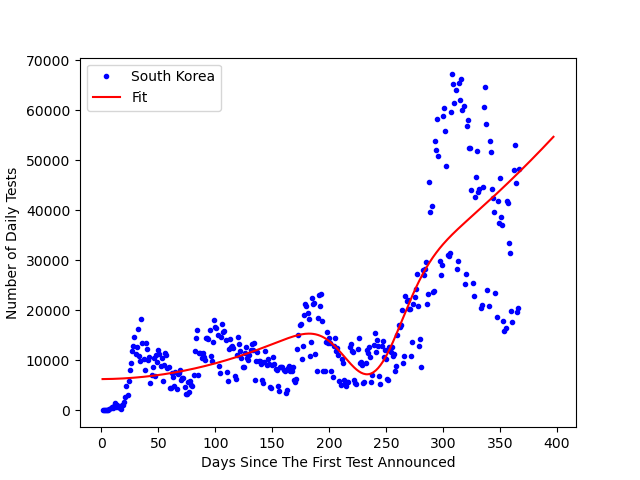 70000
60000
50000
40000
30000
20000
10000
0
Number of Daily Tests
South Korea
Fit
0 50 100 150 200 250 300 350 400
Days Since The First Test Announced